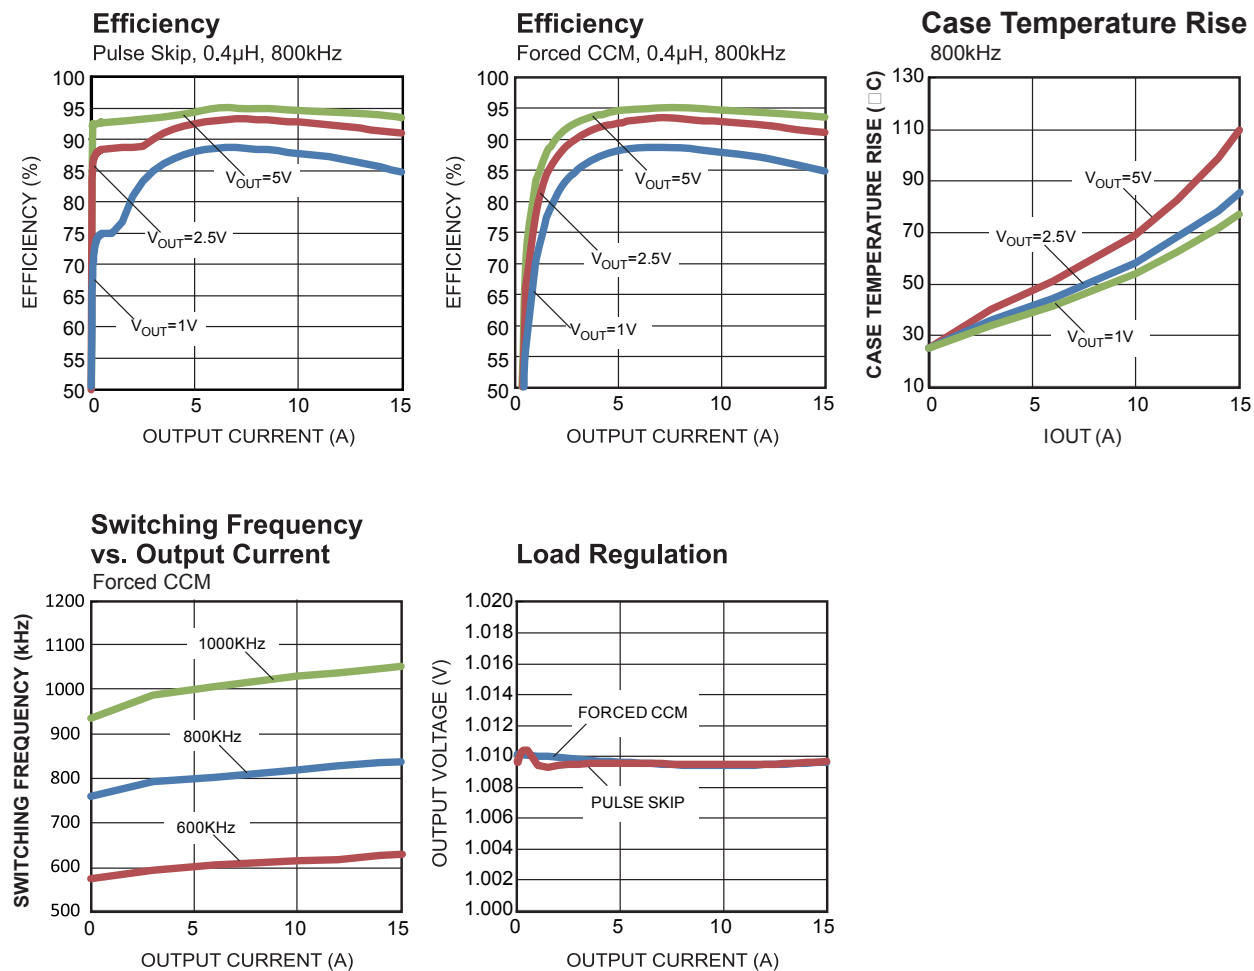 Efficiency
Pulse Skip, 0.4µH, 800kHz
EFFICIENCY (%)
100
95
90
85
80
75
70
65
60
55
50
VOUT=5V
VOUT=2.5V
VOUT=1V
0 5 10 15
OUTPUT CURRENT (A)
Efficiency
Forced CCM, 0.4µH, 800kHz
EFFICIENCY (%)
100
95
90
85
80
75
70
65
60
55
50
VOUT=5V
VOUT=2.5V
VOUT=1V
0 5 10 15
OUTPUT CURRENT (A)
Case Temperature Rise
800kHz
CASE TEMPERATURE RISE (□C)
130
110
90
70
50
30
10
VOUT=5V
VOUT=2.5V
VOUT=1V
0 5 10 15
IOUT (A)
Switching Frequency
vs. Output Current
Forced CCM
SWITCHING FREQUENCY (kHz)
1200
1100
1000
900
800
700
600
500
1000KHz
800KHz
600KHz
0 5 10 15
OUTPUT CURRENT (A)
Load Regulation
OUTPUT VOLTAGE (V)
1.020
1.018
1.016
1.014
1.012
1.010
1.008
1.006
1.004
1.002
1.000
FORCED CCM
PULSE SKIP
0 5 10 15
OUTPUT CURRENT (A)